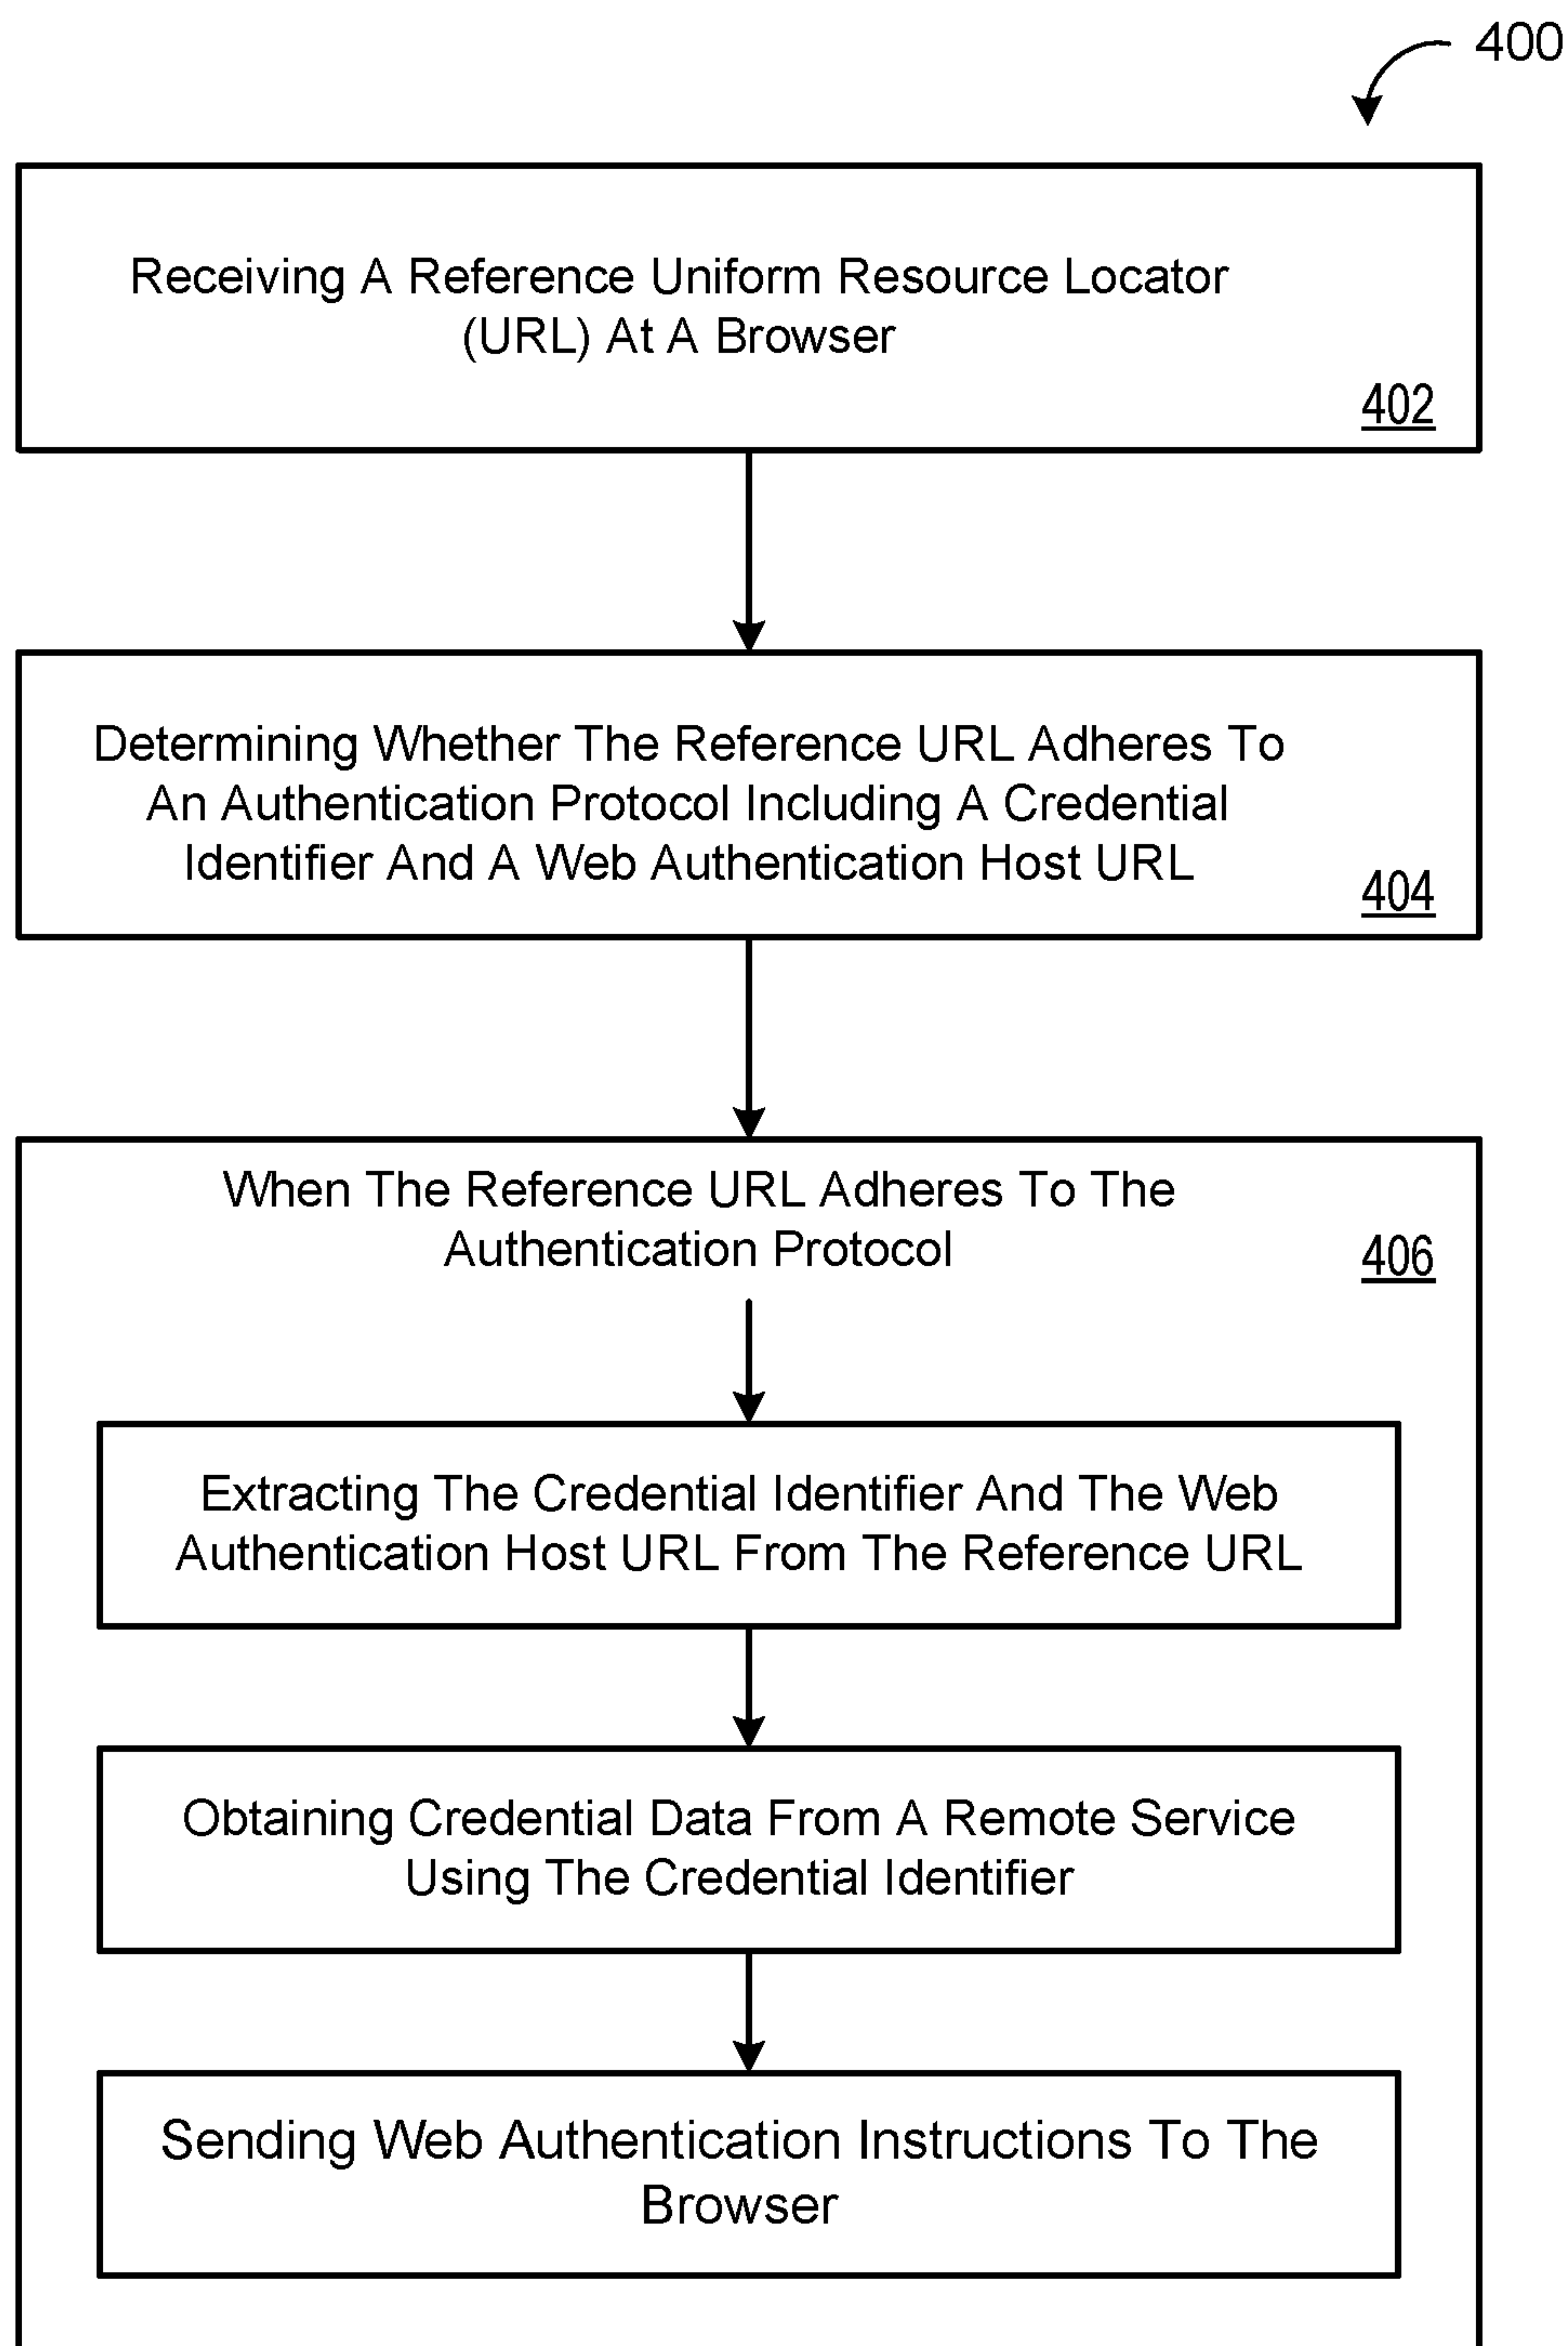 400
Receiving A Reference Uniform Resource Locator
(URL) At A Browser
402
Determining Whether The Reference URL Adheres To
An Authentication Protocol Including A Credential
Identifier And A Web Authentication Host URL
404
When The Reference URL Adheres To The
Authentication Protocol
406
Extracting The Credential Identifier And The Web
Authentication Host URL From The Reference URL
Obtaining Credential Data From A Remote Service
Using The Credential Identifier
Sending Web Authentication Instructions To The
Browser